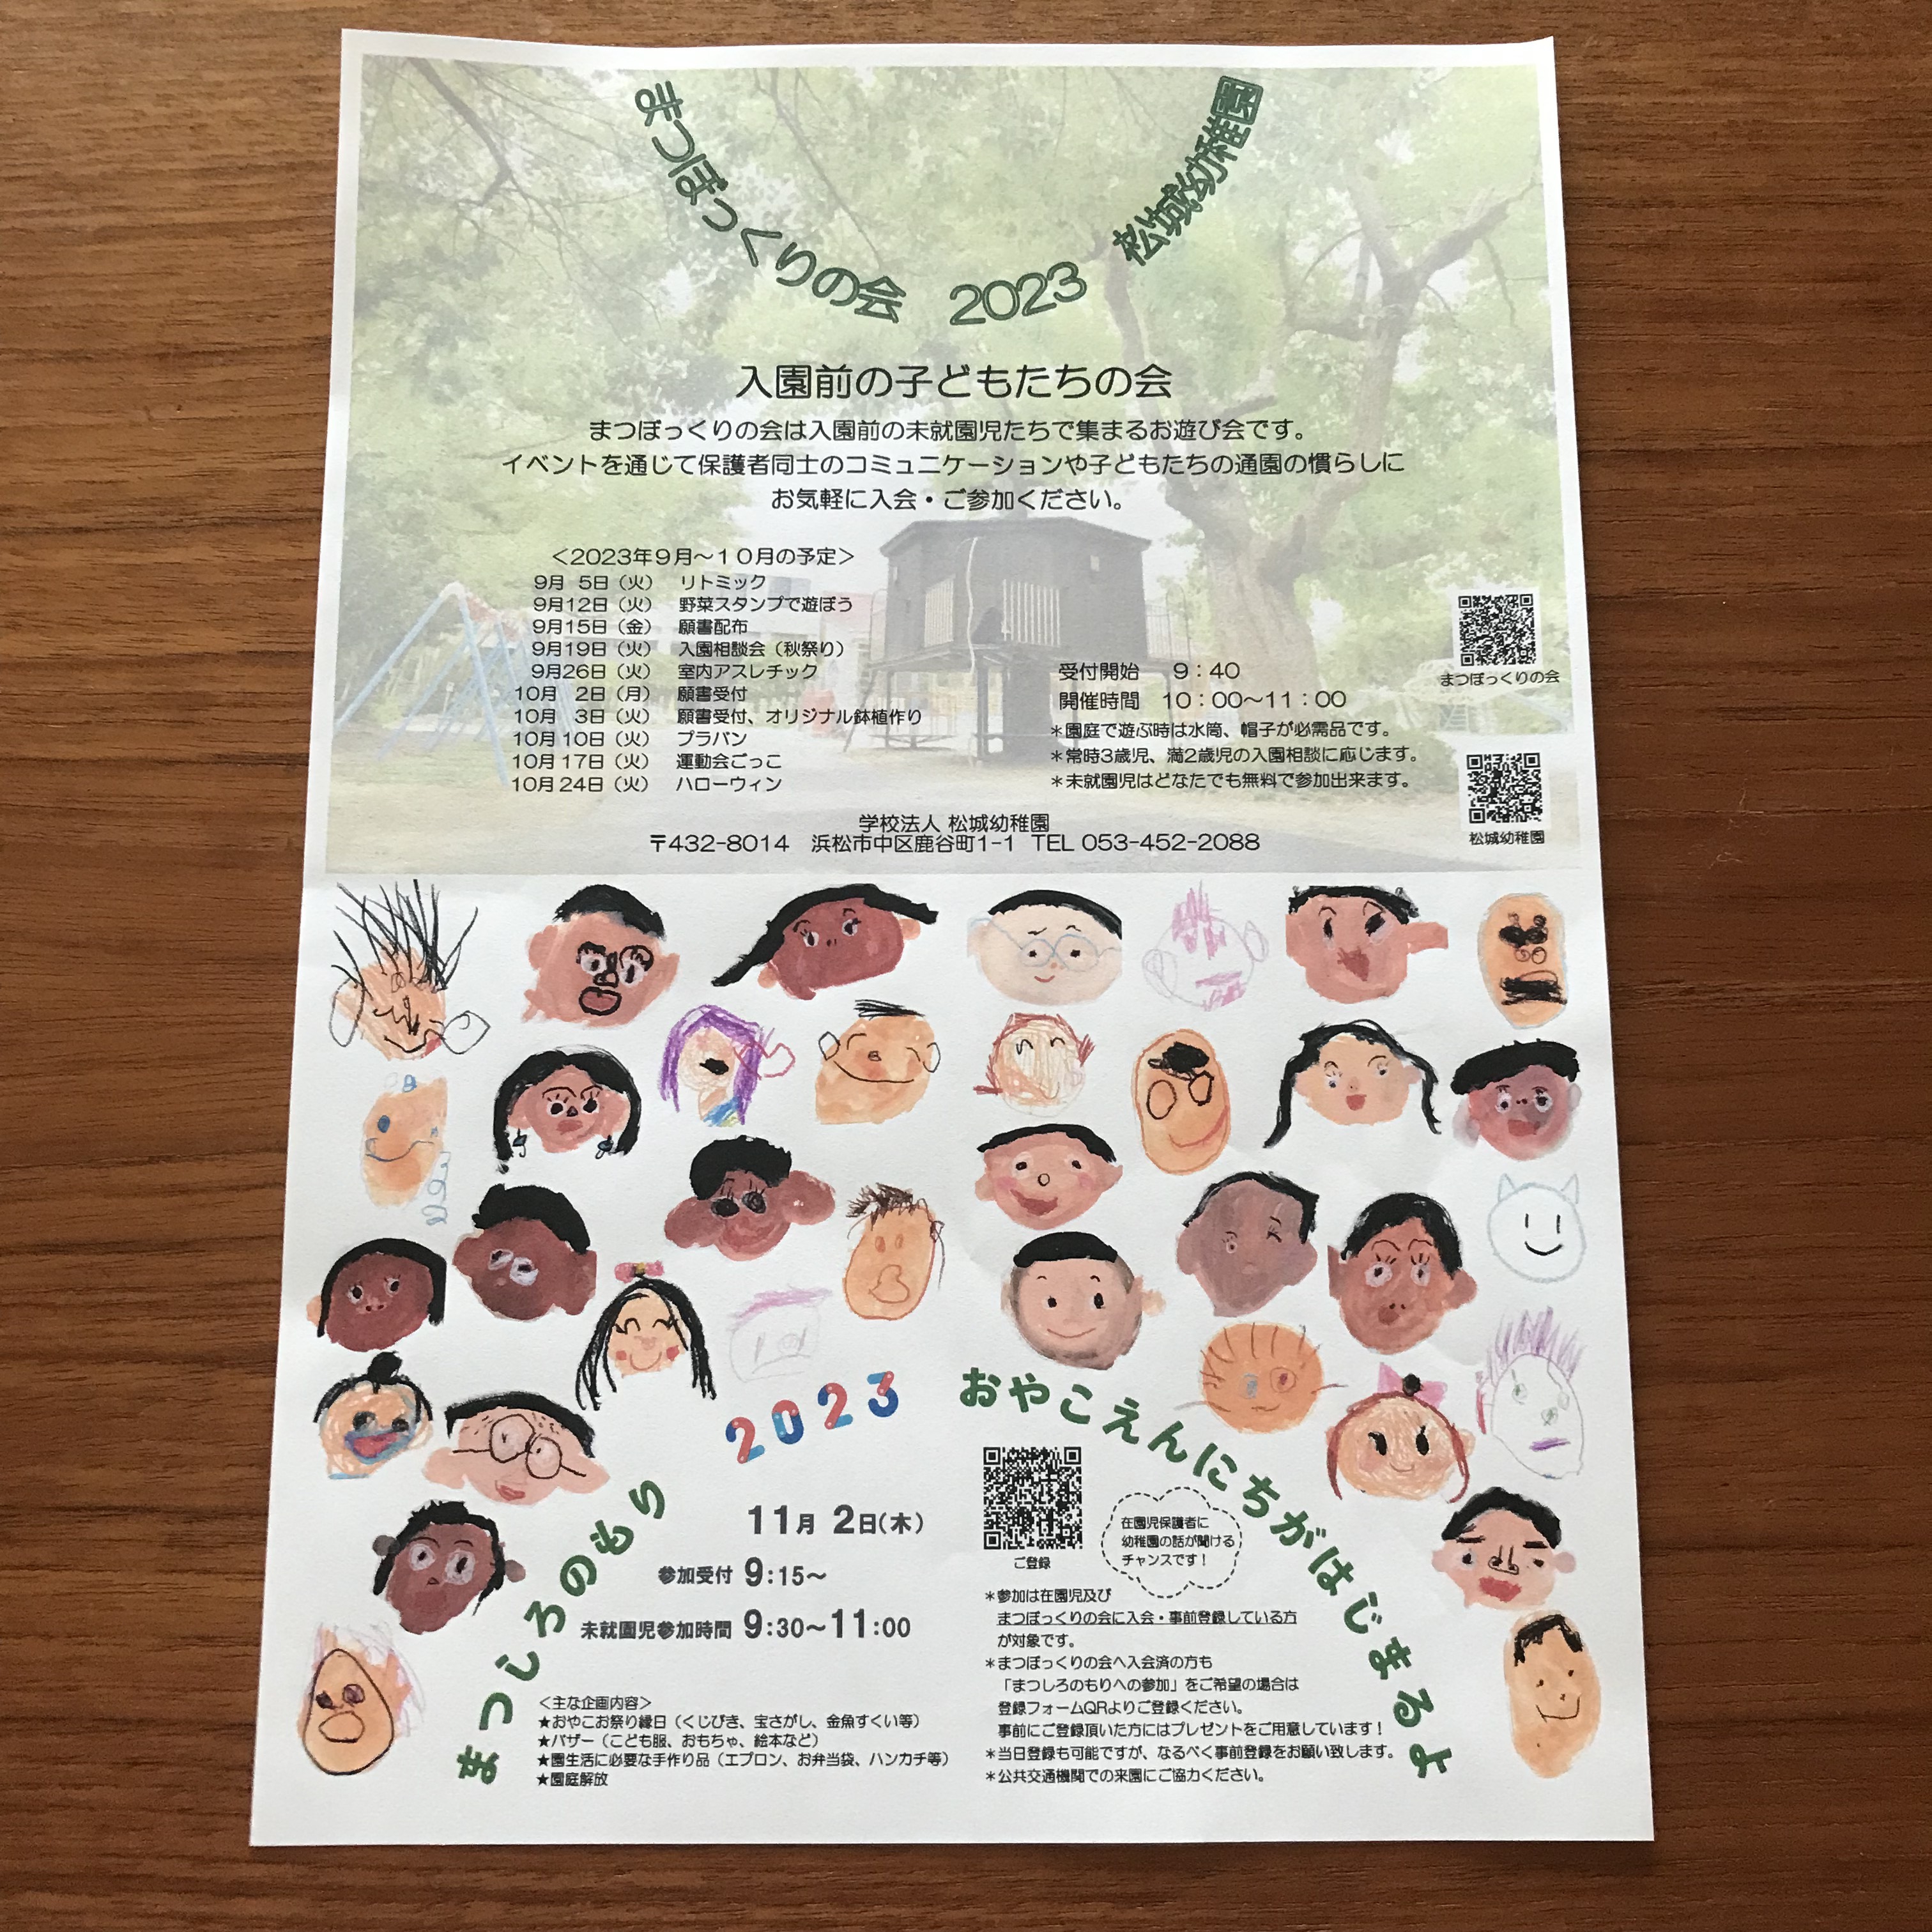 まつぼっくりの会 2023 松城幼稚園
入園前の子どもたちの会
まつぼっくりの会は入園前の未就園児たちで集まるお遊び会です。
イベントを通じて保護者同士のコミュニケーションや子どもたちの通園の慣らしに
お気軽に入会・ご参加ください。
＜2023年9月～10月の予定＞
9月 5日（火） リトミック
9月12日（火） 野菜スタンプで遊ぼう
9月15日（金） 願書配布
9月19日（火） 入園相談会（秋祭り）
9月26日（火） 室内アスレチック
10月 2日（月） 願書受付
10月 3日（火） 願書受付、オリジナル鉢植作り
10月10日（火） プラバン
10月17日（火） 運動会ごっこ
10月24日（火） ハローウィン
受付開始 9：40
開催時間 10：00～11：00
＊園庭で遊ぶ時は水筒、帽子が必需品です。
＊常時3歳児、満2歳児の入園相談に応じます。
＊未就園児はどなたでも無料で参加出来ます。
まつぼっくりの会
松城幼稚園
学校法人 松城幼稚園
〒432-8014 浜松市中区鹿谷町1-1 TEL 053-452-2088
まつしろのもり
2023
おやこえんにちがはじまるよ
11月 2日(木)
参加受付 9:15～
未就園児参加時間 9:30～11:00
＜主な企画内容＞
★おやこお祭り縁日（くじびき、宝さがし、金魚すくい等）
★バザー（こども服、おもちゃ、絵本など）
★園生活に必要な手作り品（エプロン、お弁当袋、ハンカチ等）
★園庭解放
ご登録
在園児保護者に
幼稚園の話が聞ける
チャンスです！
＊参加は在園児及び
まつぼっくりの会に入会・事前登録している方
が対象です。
＊まつぼっくりの会へ入会済の方も
「まつしろのもりへの参加」をご希望の場合は
登録フォームQRよりご登録ください。
事前にご登録頂いた方にはプレゼントをご用意しています！
＊当日登録も可能ですが、なるべく事前登録をお願い致します。
＊公共交通機関での来園にご協力ください。